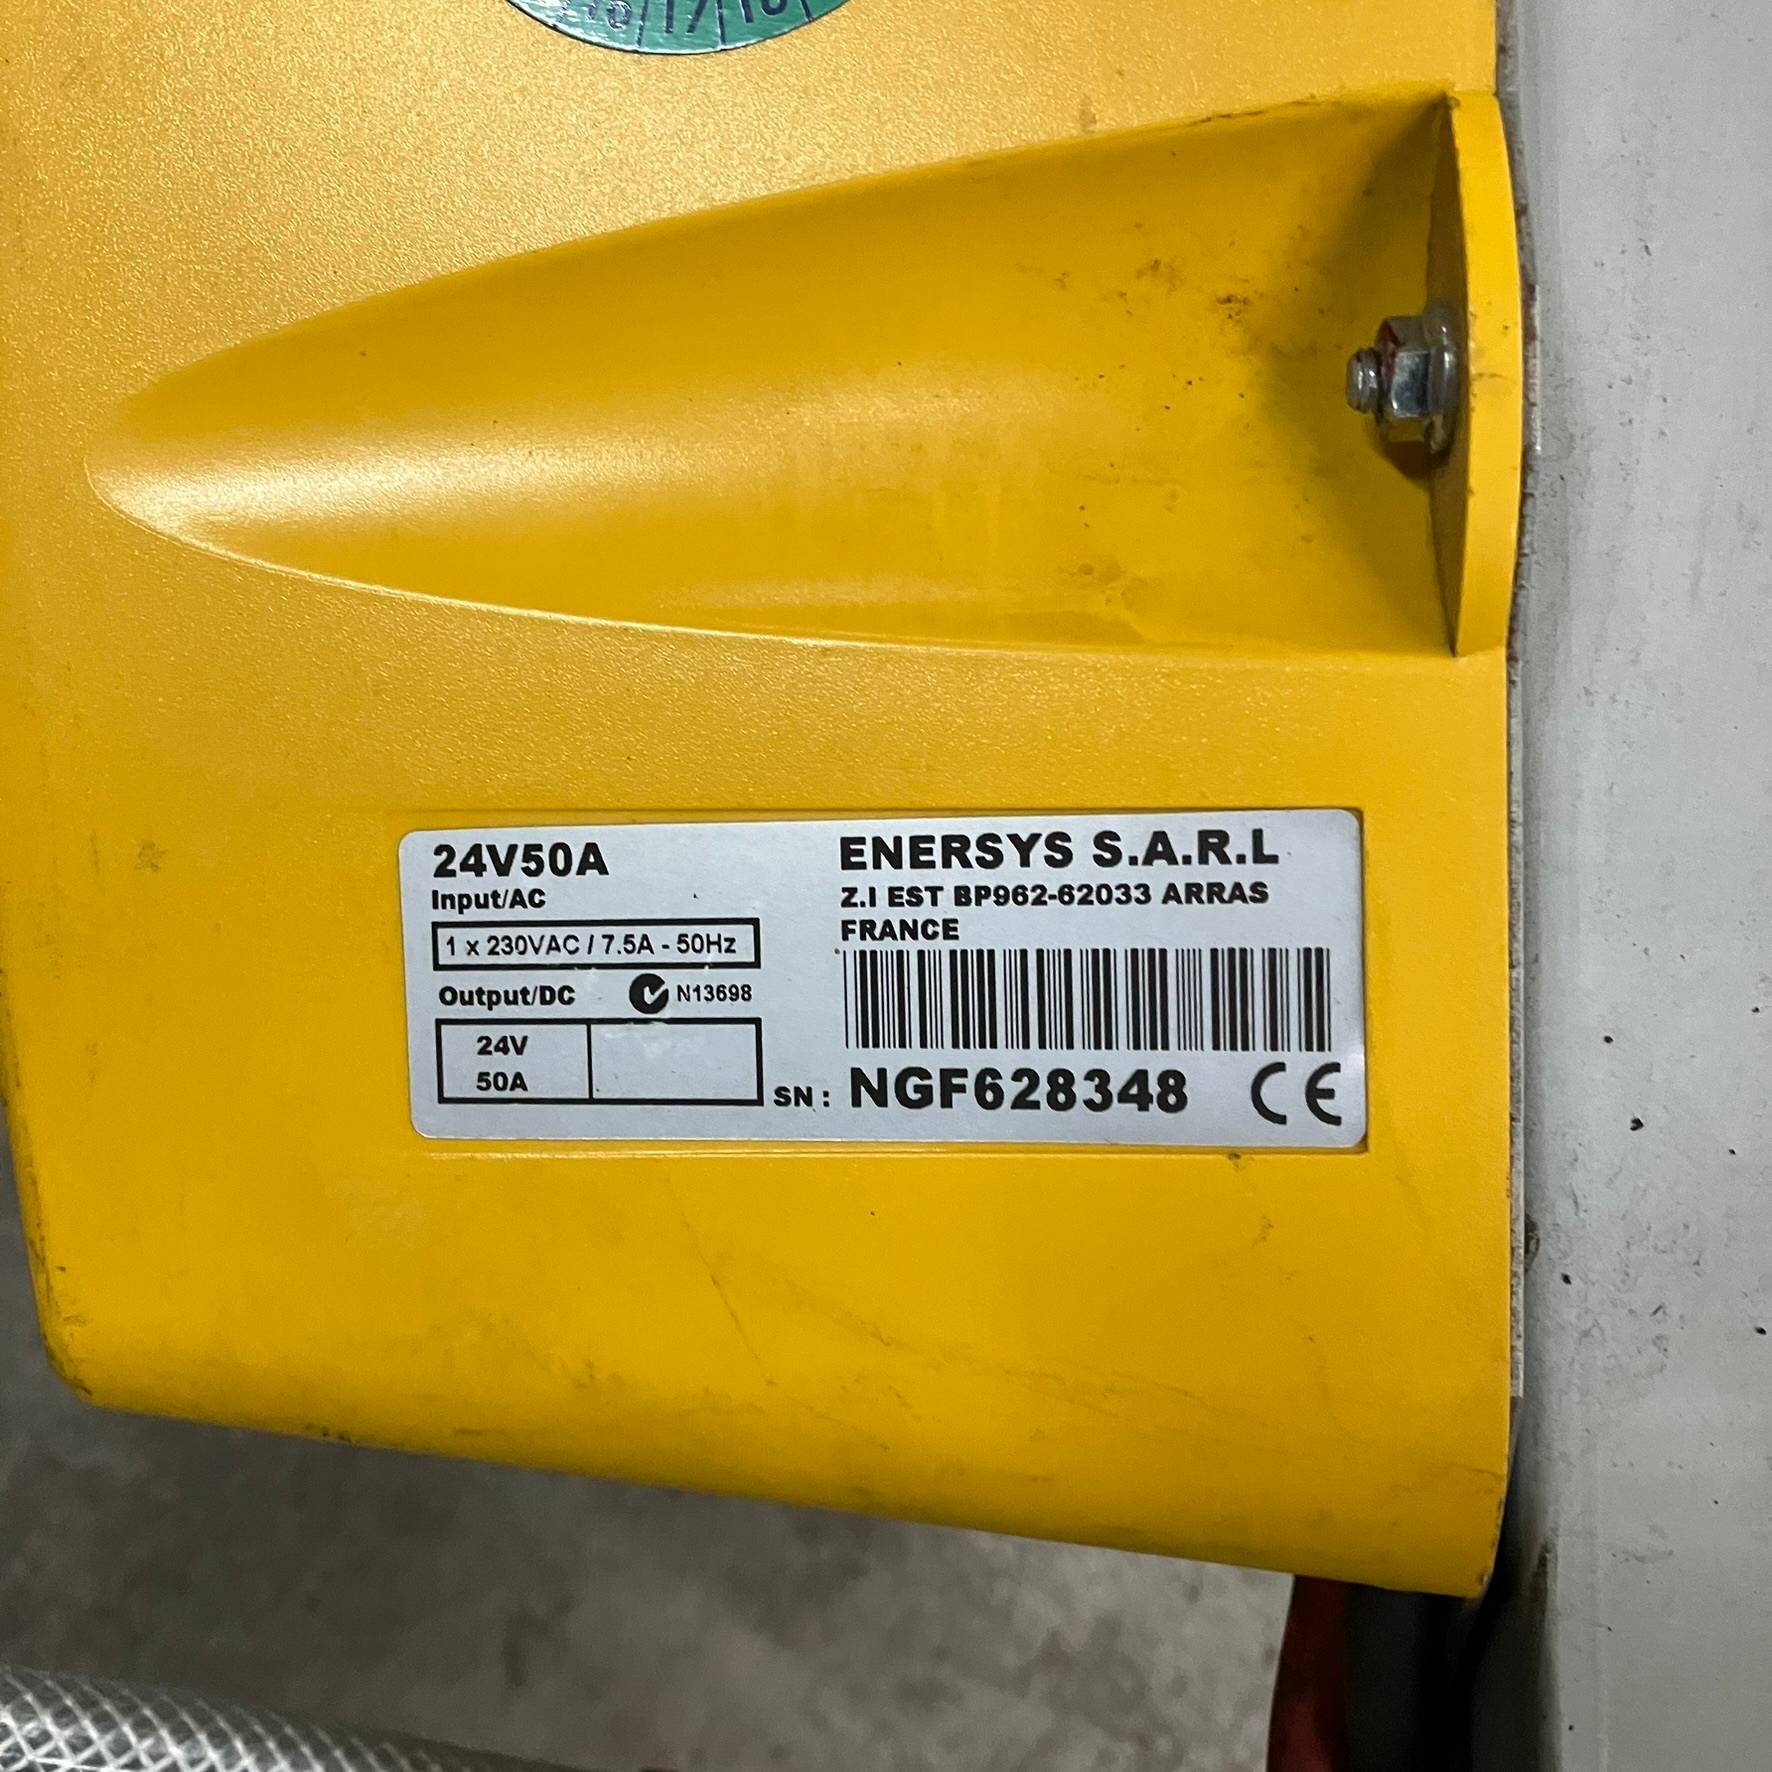 24V50A
Input/AC
1 x 230VAC / 7.5A - 50Hz
Output/DC N13698
24V
50A
ENERSYS S.A.R.L
Z.I EST BP962-62033 ARRAS
FRANCE
SN: NGF628348 CE